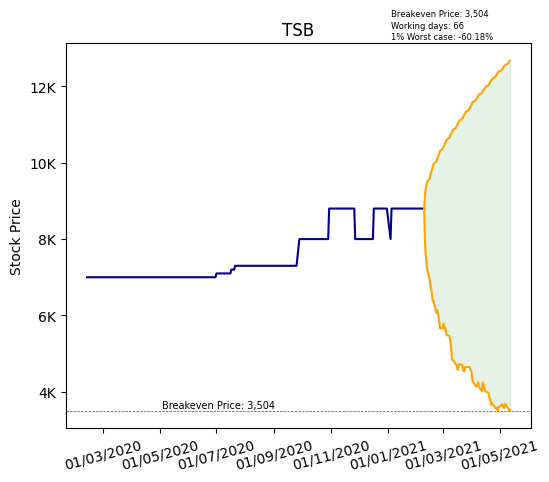 Breakeven Price: 3,504
Working days: 66
1% Worst case: -60.18%
TSB
12K
10K
8K
6K
4K
Stock Price
Breakeven Price: 3,504
01/03/2020
01/05/2020
01/07/2020
01/09/2020
01/11/2020
01/01/2021
01/03/2021
01/05/2021